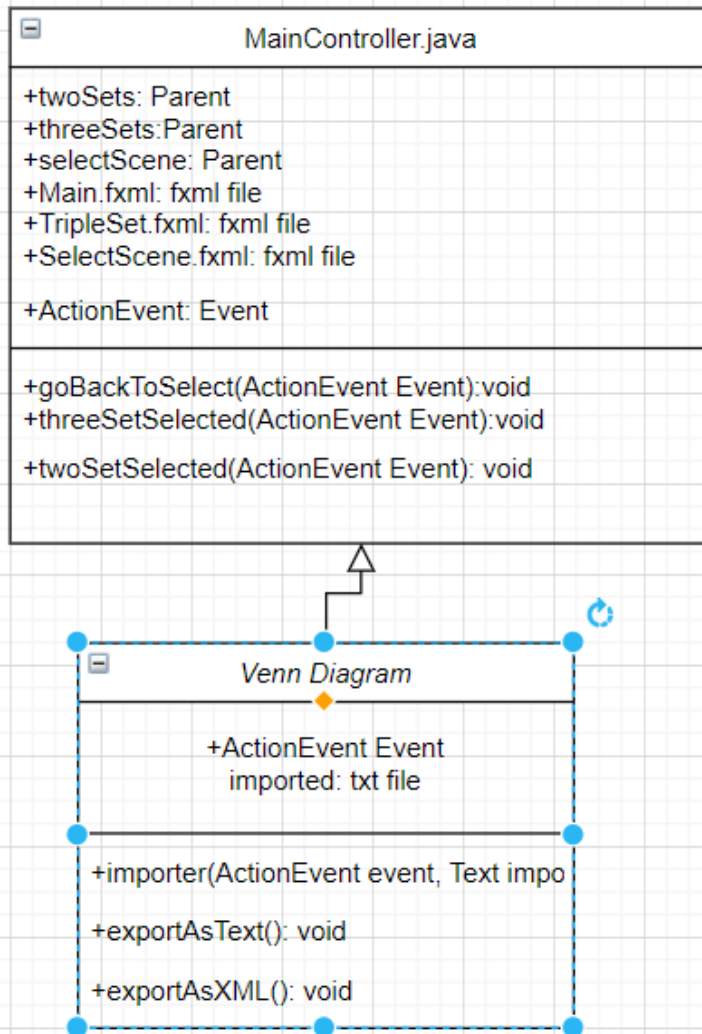 MainController.java
+twoSets: Parent
+threeSets:Parent
+selectScene: Parent
+Main.fxml: fxml file
+TripleSet.fxml: fxml file
+SelectScene.fxml: fxml file
+ActionEvent: Event
+goBackToSelect(ActionEvent Event):void
+threeSetSelected(ActionEvent Event):void
+twoSetSelected(ActionEvent Event): void
Venn Diagram
+ActionEvent Event
imported: txt file
+importer(ActionEvent event, Text impo
+exportAsText(): void
+exportAsXML(): void